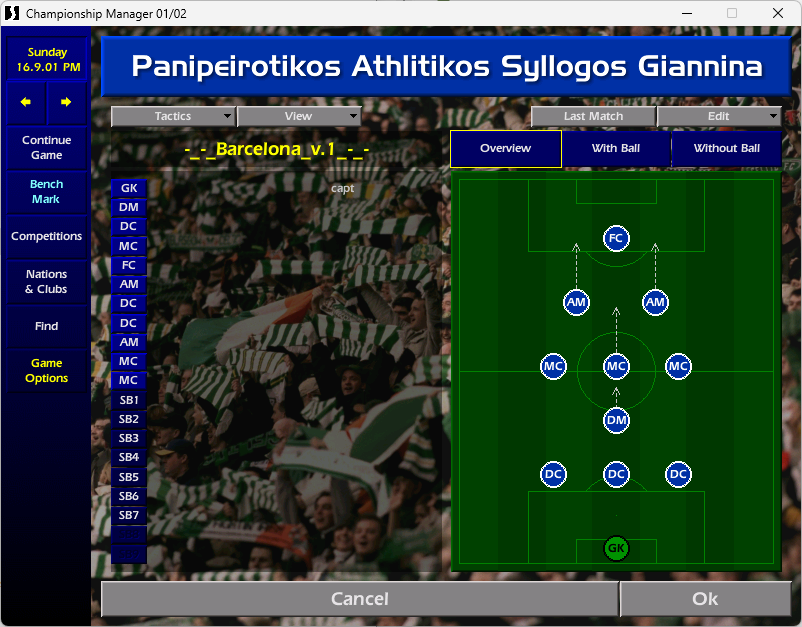 Championship Manager 01/02
Sunday
16.9.01 PM
Continue
Game
Bench
Mark
Competitions
Nations
& Clubs
Find
Game
Options
Panipeirotikos Athlitikos Syllogos Giannina
Tactics
View
Last Match
Edit
-_-_Barcelona_v.1_-_-
Overview
With Ball
Without Ball
GK
capt
DM
DC
MC
FC
AM
DC
DC
AM
MC
MC
SB1
SB2
SB3
SB4
SB5
SB6
SB7
FC
AM AM
MC MC MC
DM
DC DC DC
GK
Cancel
Ok